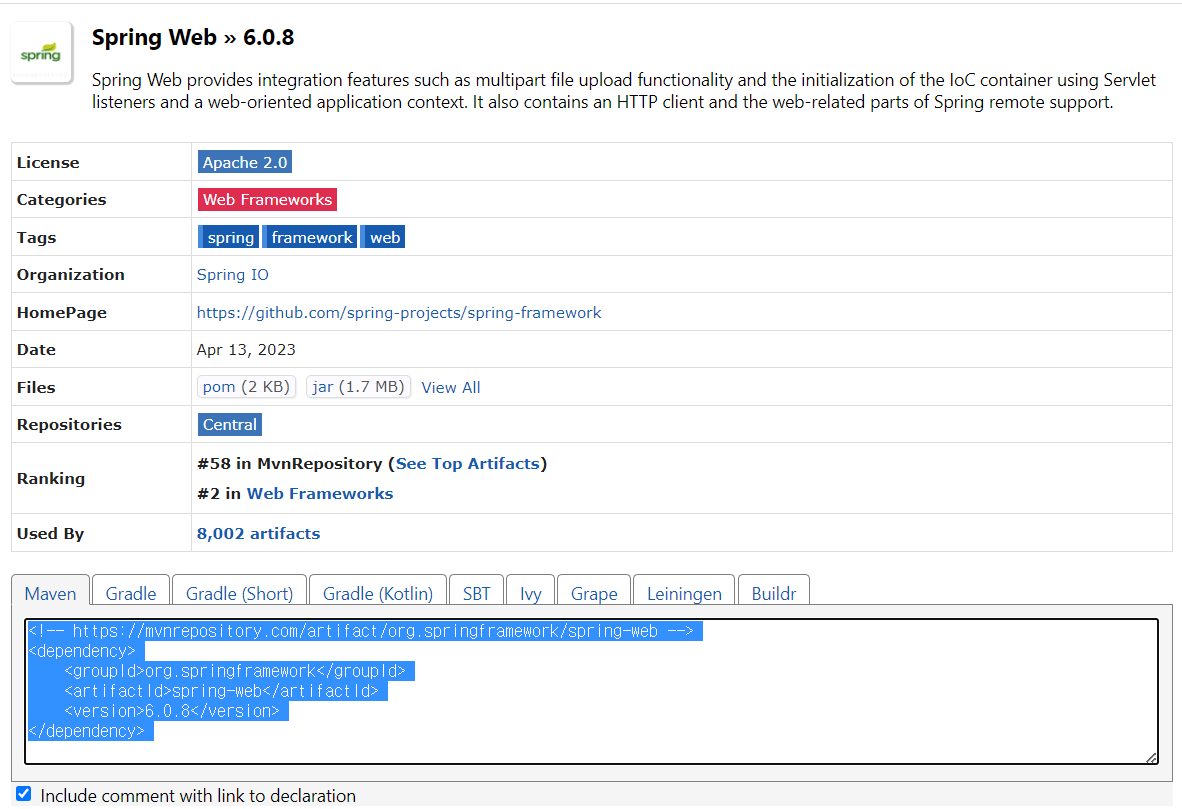 spring
Spring Web » 6.0.8
Spring Web provides integration features such as multipart file upload functionality and the initialization of the IoC container using Servlet
listeners and a web-oriented application context. It also contains an HTTP client and the web-related parts of Spring remote support.
License Apache 2.0
Categories Web Frameworks
Tags spring framework web
Organization Spring IO
HomePage https://github.com/spring-projects/spring-framework
Date Apr 13, 2023
Files pom (2 KB) jar (1.7 MB) View All
Repositories Central
Ranking #58 in MvnRepository (See Top Artifacts)
#2 in Web Frameworks
Used By 8,002 artifacts
Maven Gradle Gradle (Short) Gradle (Kotlin) SBT Ivy Grape Leiningen Buildr
<!-- https://mvnrepository.com/artifact/org.springframework/spring-web -->
<dependency>
    <groupId>org.springframework</groupId>
    <artifactId>spring-web</artifactId>
    <version>6.0.8</version>
</dependency>
Include comment with link to declaration